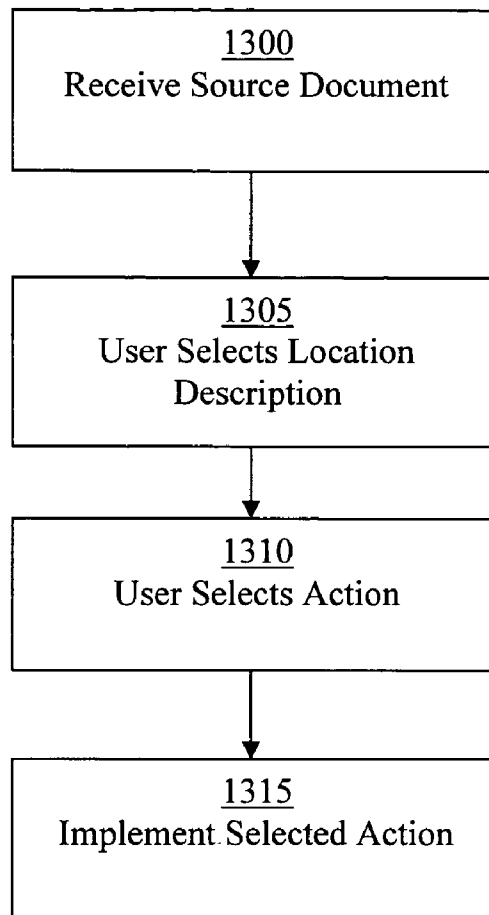 1300
Receive Source Document
1305
User Selects Location
Description
1310
User Selects Action
1315
Implement Selected Action